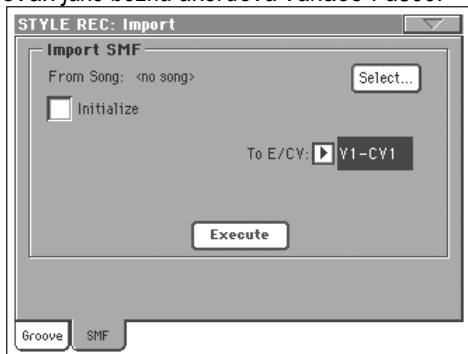 STYLE REC: Import
Import SMF
From Song: <no song>
Select...
Initialize
To E/CV: V1-CV1
Execute
Groove SMF